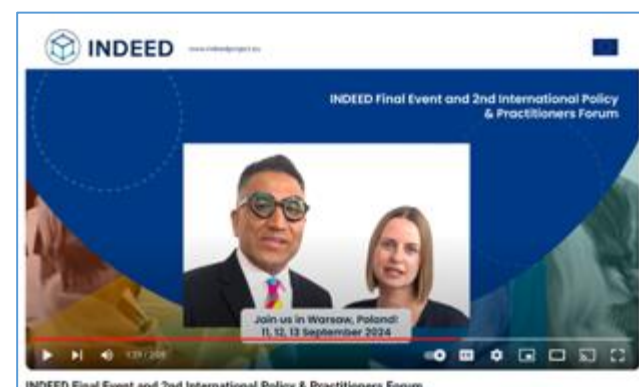 INDEED
www.indeedproject.eu
INDEED Final Event and 2nd International Policy
& Practitioners Forum
Join us in Warsaw, Poland!
11, 12, 13 September 2024
INDEED Final Event and 2nd International Policy & Practitioners Forum